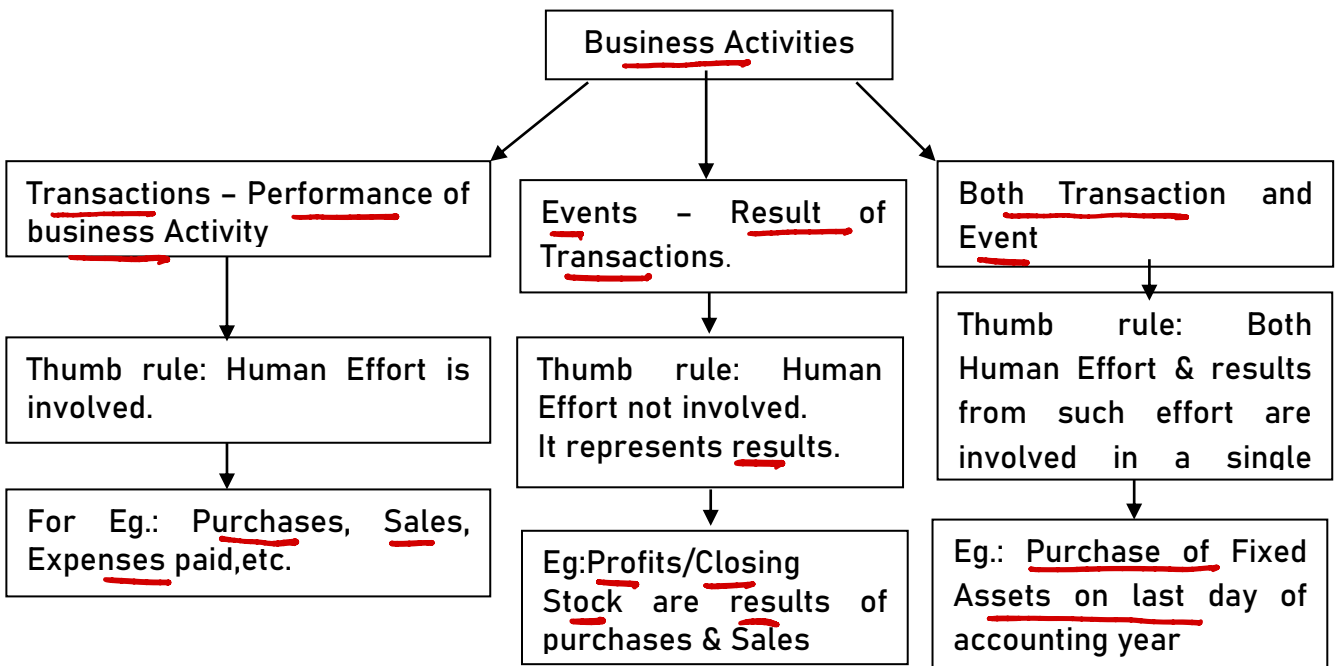 Business Activities
Transactions – Performance of
business Activity
Events – Result of
Transactions.
Both Transaction and
Event
Thumb rule: Human Effort is
involved.
Thumb rule: Human
Effort not involved.
It represents results.
Thumb rule: Both
Human Effort & results
from such effort are
involved in a single
For Eg.: Purchases, Sales,
Expenses paid,etc.
Eg:Profits/Closing
Stock are results of
purchases & Sales
Eg.: Purchase of Fixed
Assets on last day of
accounting year